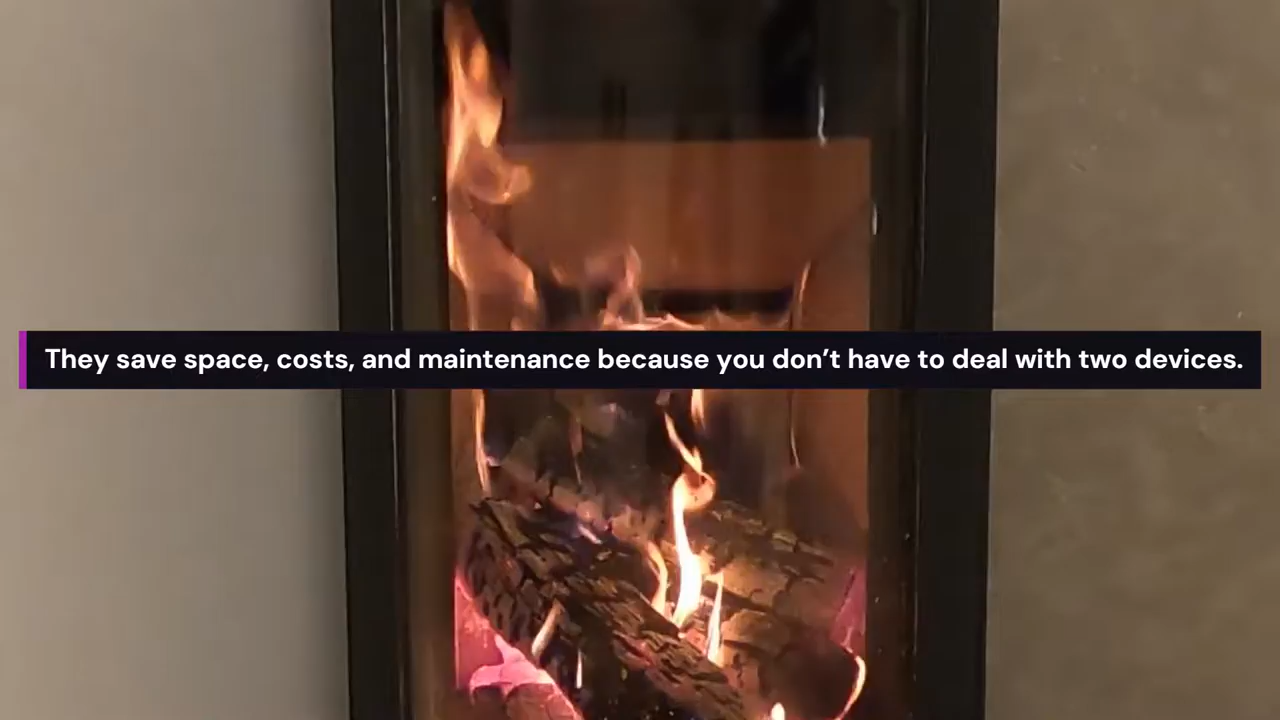 They save space, costs, and maintenance because you don’t have to deal with two devices.